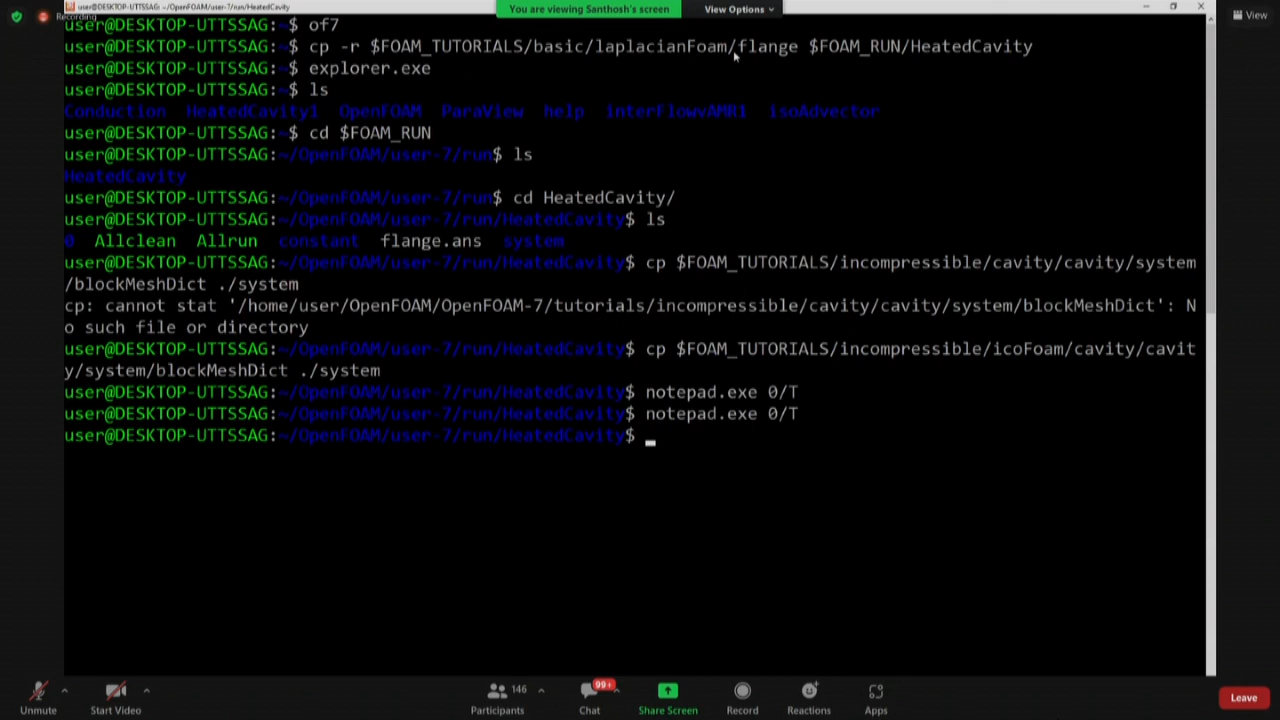 user@DESKTOP-UTTSSAG: ~/OpenFOAM/user-7/run/HeatedCavity
Recording
You are viewing Santhosh's screen
View Options
View
user@DESKTOP-UTTSSAG:~$ of7
user@DESKTOP-UTTSSAG:~$ cp -r $FOAM_TUTORIALS/basic/laplacianFoam/flange $FOAM_RUN/HeatedCavity
user@DESKTOP-UTTSSAG:~$ explorer.exe
user@DESKTOP-UTTSSAG:~$ ls
Conduction HeatedCavity1 OpenFOAM ParaView help interFlowvAMR1 isoAdvector
user@DESKTOP-UTTSSAG:~$ cd $FOAM_RUN
user@DESKTOP-UTTSSAG:~/OpenFOAM/user-7/run$ ls
HeatedCavity
user@DESKTOP-UTTSSAG:~/OpenFOAM/user-7/run$ cd HeatedCavity/
user@DESKTOP-UTTSSAG:~/OpenFOAM/user-7/run/HeatedCavity$ ls
0 Allclean Allrun constant flange.ans system
user@DESKTOP-UTTSSAG:~/OpenFOAM/user-7/run/HeatedCavity$ cp $FOAM_TUTORIALS/incompressible/cavity/cavity/system
/blockMeshDict ./system
cp: cannot stat '/home/user/OpenFOAM/OpenFOAM-7/tutorials/incompressible/cavity/cavity/system/blockMeshDict': N
o such file or directory
user@DESKTOP-UTTSSAG:~/OpenFOAM/user-7/run/HeatedCavity$ cp $FOAM_TUTORIALS/incompressible/icoFoam/cavity/cavit
y/system/blockMeshDict ./system
user@DESKTOP-UTTSSAG:~/OpenFOAM/user-7/run/HeatedCavity$ notepad.exe 0/T
user@DESKTOP-UTTSSAG:~/OpenFOAM/user-7/run/HeatedCavity$ notepad.exe 0/T
user@DESKTOP-UTTSSAG:~/OpenFOAM/user-7/run/HeatedCavity$
Unmute
Start Video
146
Participants
99+
Chat
Share Screen
Record
Reactions
Apps
Leave